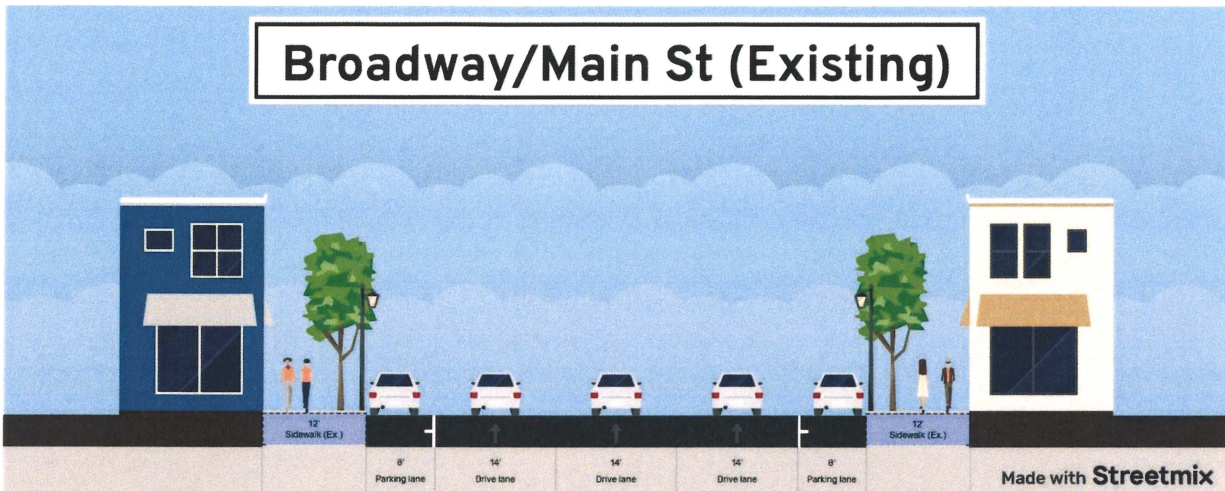 Broadway/Main St (Existing)
12'
Sidewalk (Ex.)
12'
Sidewalk (Ex.)
8'
Parking lane
14'
Drive lane
14'
Drive lane
14'
Drive lane
8'
Parking lane
Made with Streetmix